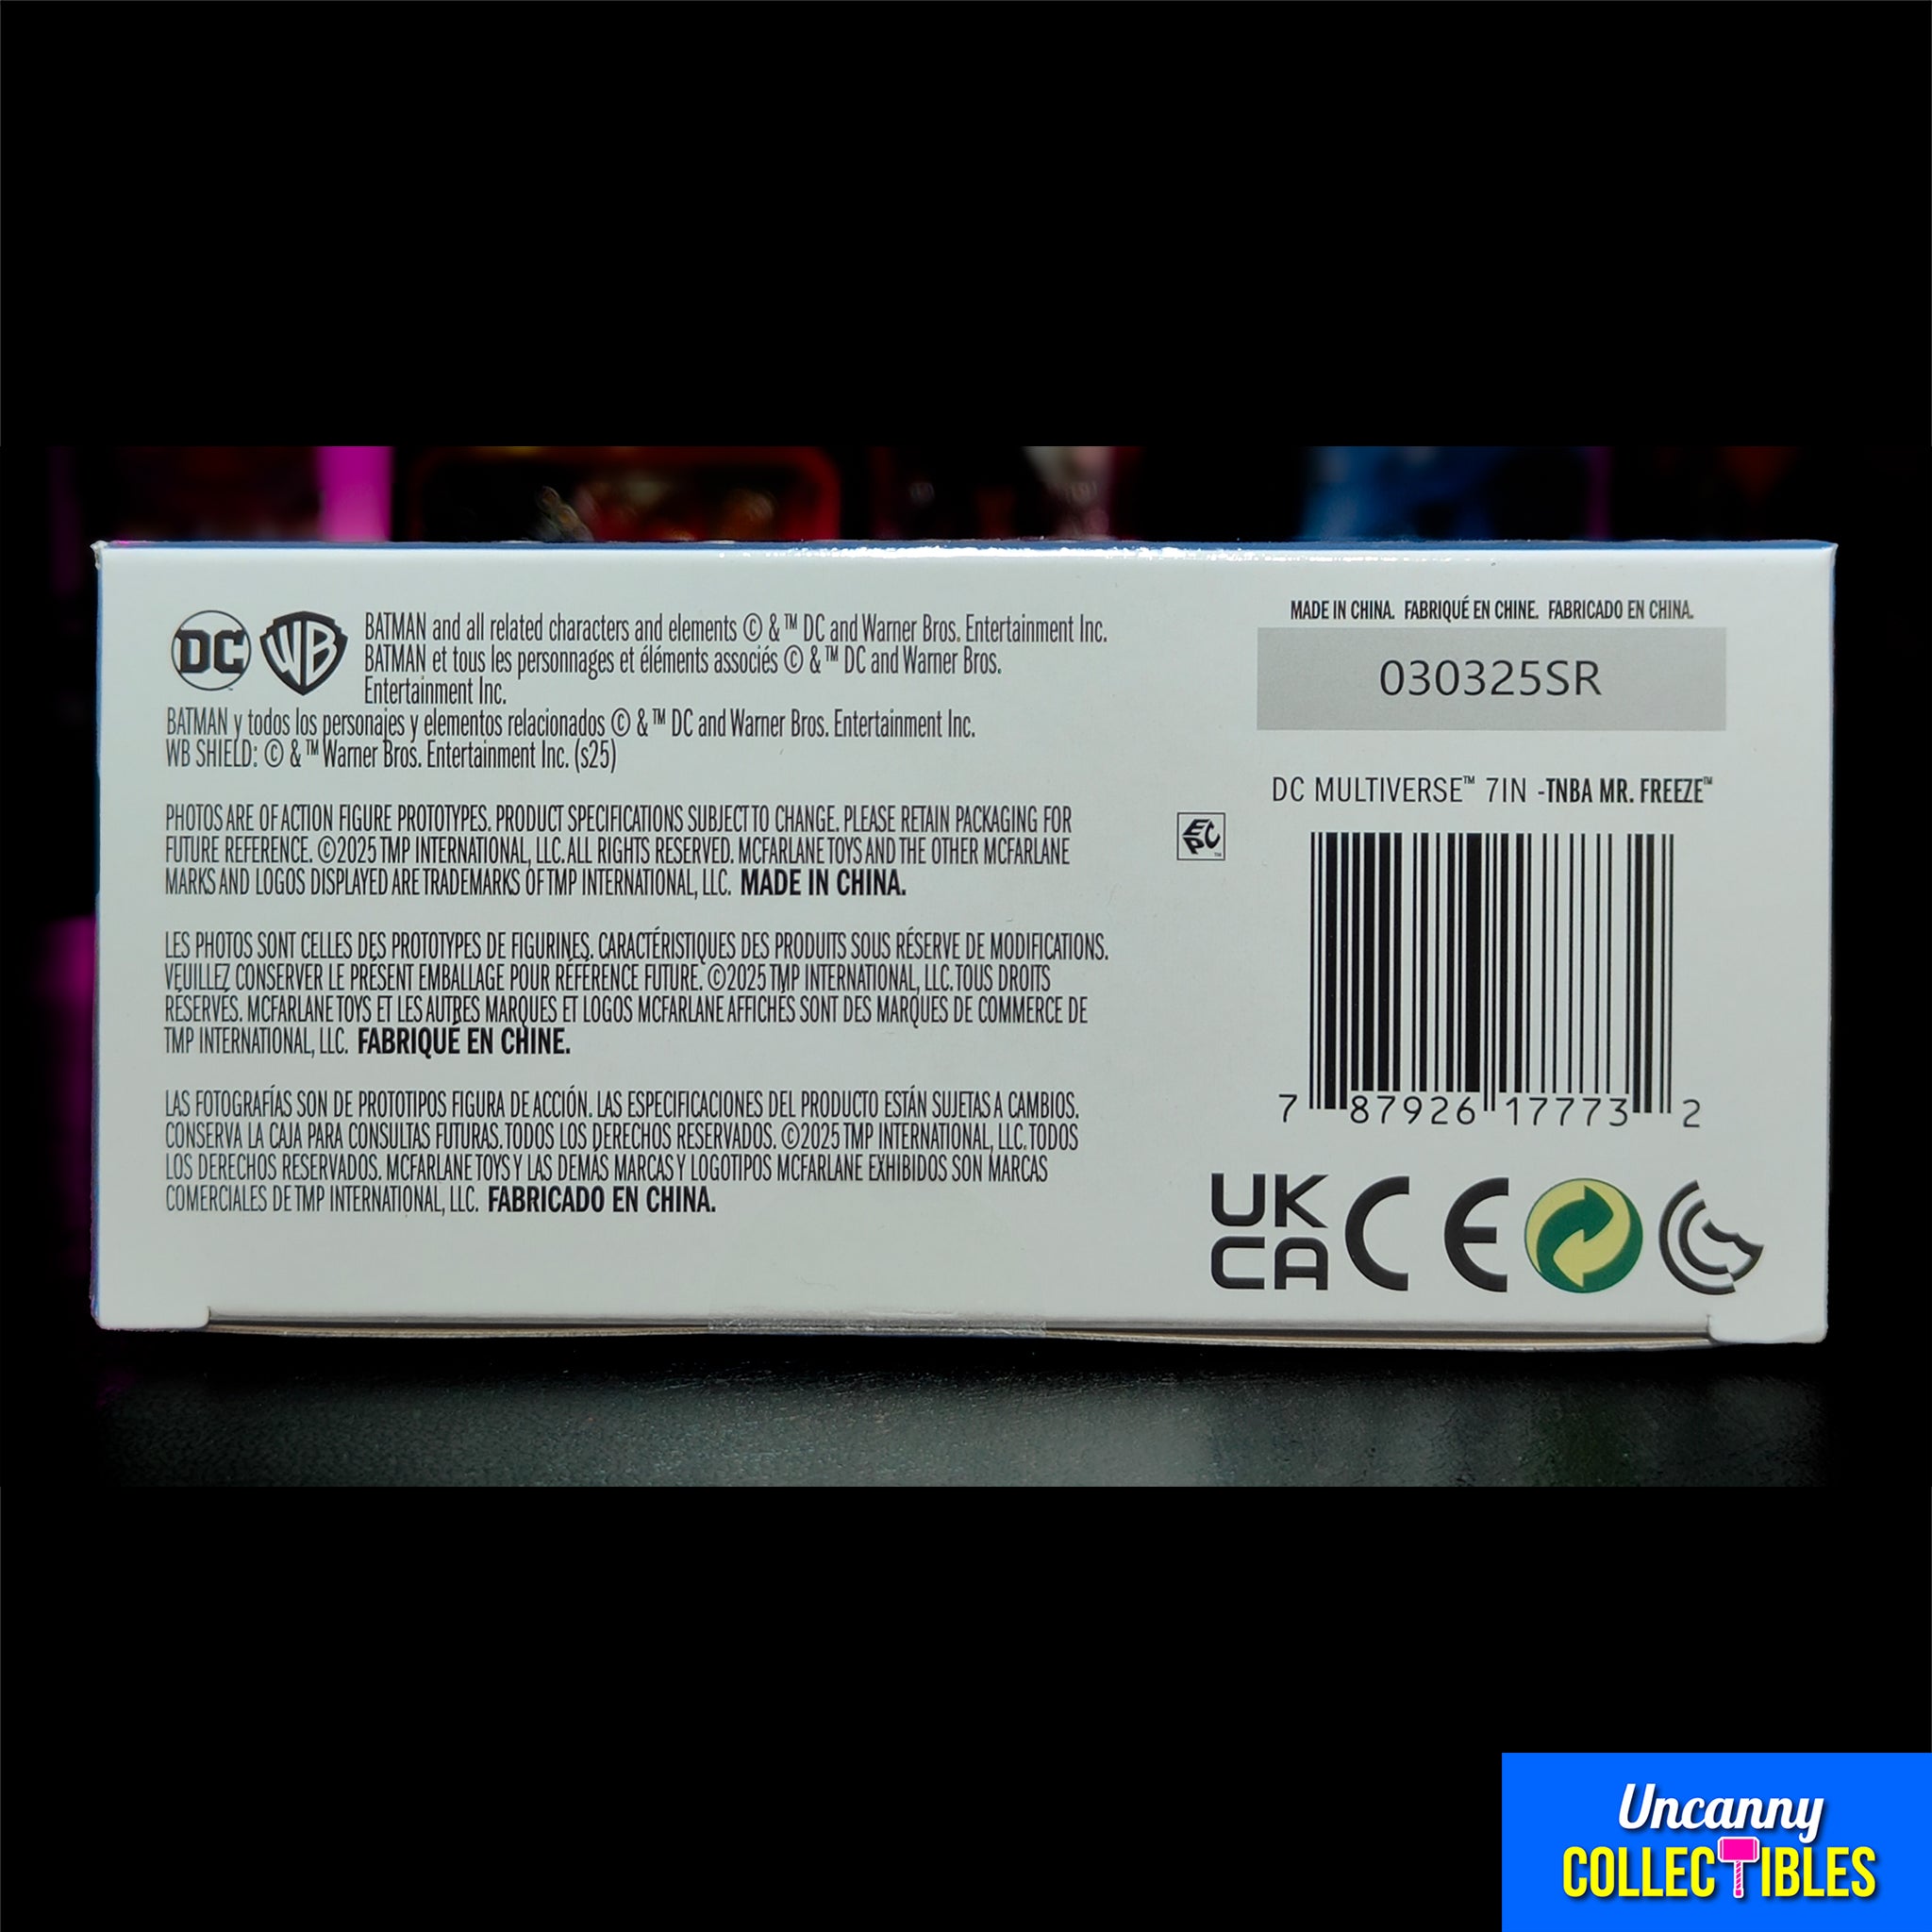 DC WB BATMAN and all related characters and elements © & ™ DC and Warner Bros. Entertainment Inc.
BATMAN et tous les personnages et éléments associés © & ™ DC and Warner Bros.
Entertainment Inc.
BATMAN y todos los personajes y elementos relacionados © & ™ DC and Warner Bros. Entertainment Inc.
WB SHIELD: © & ™ Warner Bros. Entertainment Inc. (s25)
PHOTOS ARE OF ACTION FIGURE PROTOTYPES. PRODUCT SPECIFICATIONS SUBJECT TO CHANGE. PLEASE RETAIN PACKAGING FOR
FUTURE REFERENCE. ©2025 TMP INTERNATIONAL, LLC. ALL RIGHTS RESERVED. MCFARLANE TOYS AND THE OTHER MCFARLANE
MARKS AND LOGOS DISPLAYED ARE TRADEMARKS OF TMP INTERNATIONAL, LLC. MADE IN CHINA.
LES PHOTOS SONT CELLES DES PROTOTYPES DE FIGURINES. CARACTÉRISTIQUES DES PRODUITS SOUS RÉSERVE DE MODIFICATIONS.
VEUILLEZ CONSERVER LE PRÉSENT EMBALLAGE POUR RÉFÉRENCE FUTURE. ©2025 TMP INTERNATIONAL, LLC. TOUS DROITS
RÉSERVÉS. MCFARLANE TOYS ET LES AUTRES MARQUES ET LOGOS MCFARLANE AFFICHÉS SONT DES MARQUES DE COMMERCE DE
TMP INTERNATIONAL, LLC. FABRIQUÉ EN CHINE.
LAS FOTOGRAFÍAS SON DE PROTOTIPOS FIGURA DE ACCIÓN. LAS ESPECIFICACIONES DEL PRODUCTO ESTÁN SUJETAS A CAMBIOS.
CONSERVA LA CAJA PARA CONSULTAS FUTURAS. TODOS LOS DERECHOS RESERVADOS. ©2025 TMP INTERNATIONAL, LLC. TODOS
LOS DERECHOS RESERVADOS. MCFARLANE TOYS Y LAS DEMÁS MARCAS Y LOGOTIPOS MCFARLANE EXHIBIDOS SON MARCAS
COMERCIALES DE TMP INTERNATIONAL, LLC. FABRICADO EN CHINA.
MADE IN CHINA. FABRIQUÉ EN CHINE. FABRICADO EN CHINA.
030325SR
DC MULTIVERSE™ 7IN -TNBA MR. FREEZE™
EC
PC™
7 87926 17773 2
UK
CA
CE
Uncanny
COLLECTIBLES